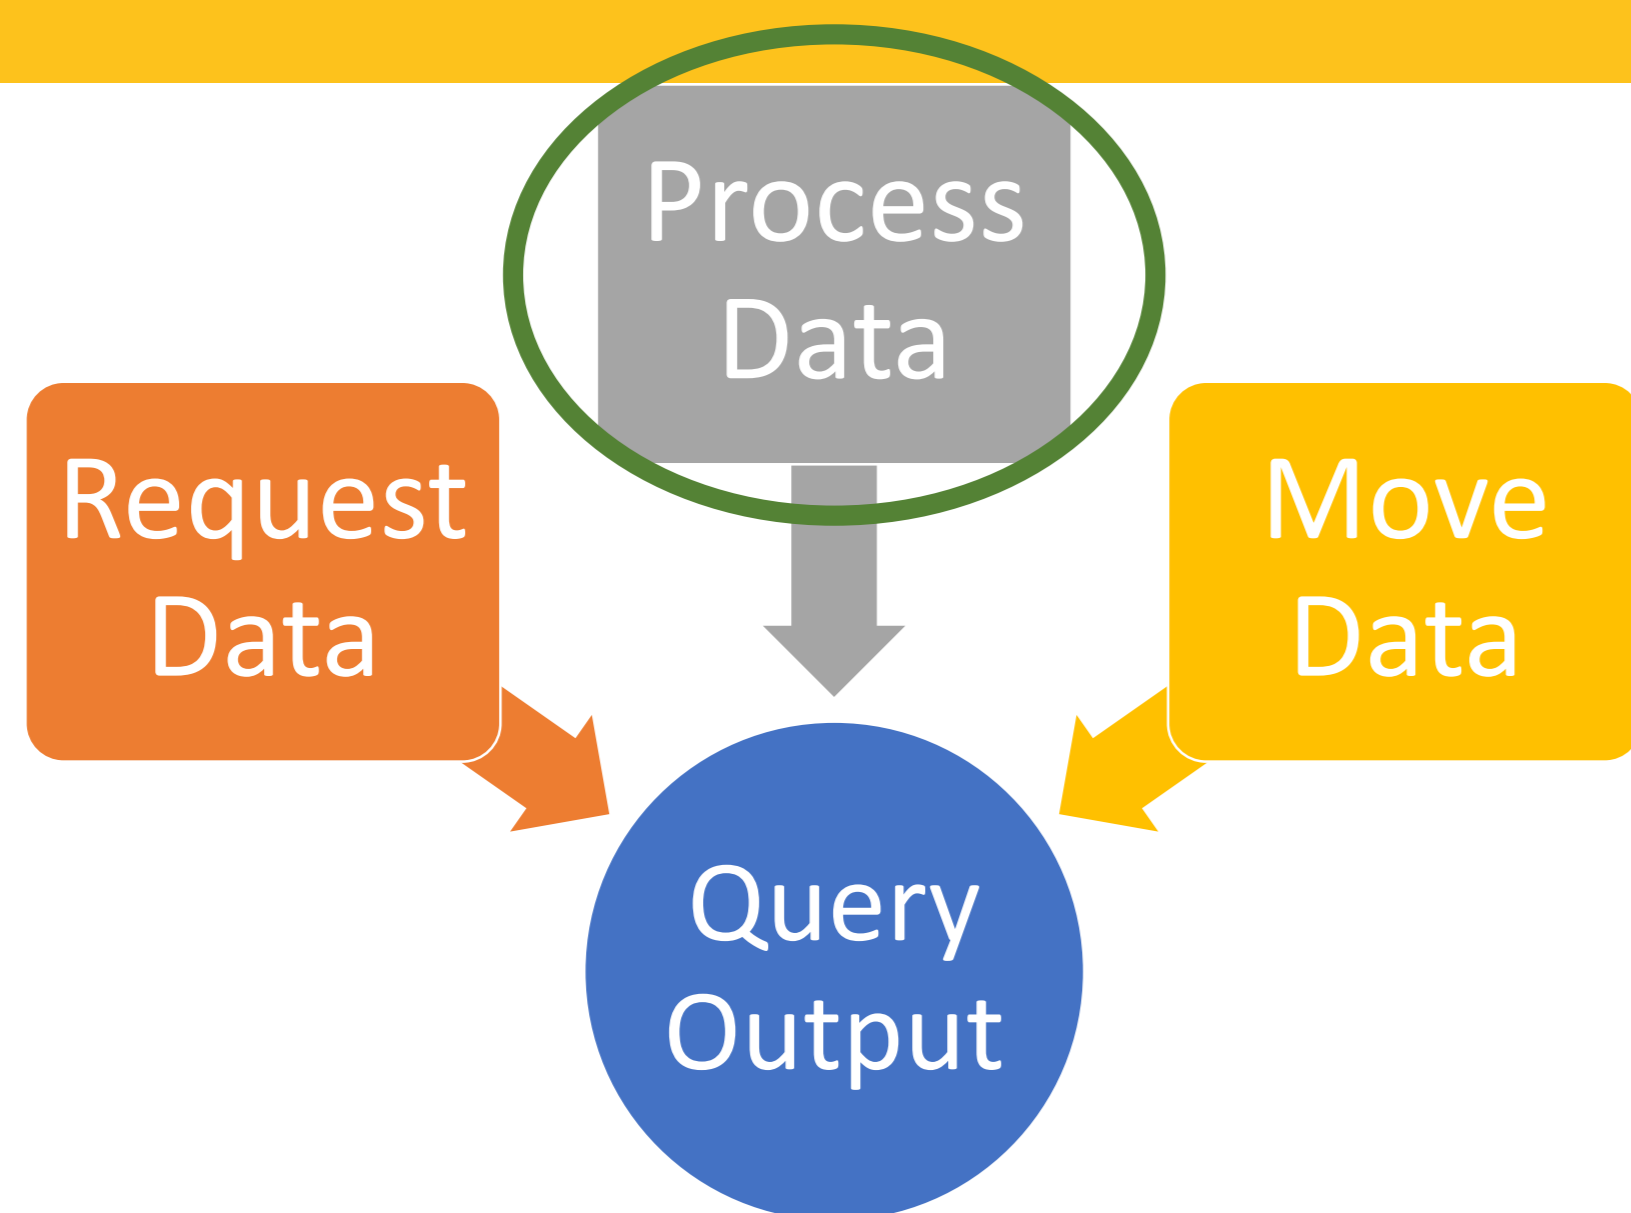 Process
Data
Request
Data
Move
Data
Query
Output